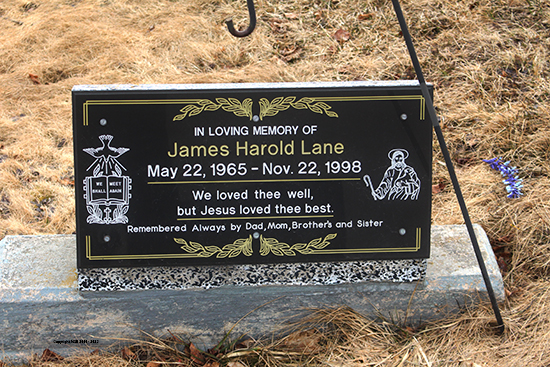 IN LOVING MEMORY OF
James Harold Lane
May 22, 1965 - Nov. 22, 1998
WE MEET
SHALL AGAIN
We loved thee well,
but Jesus loved thee best.
Remembered Always by Dad, Mom, Brother's and Sister